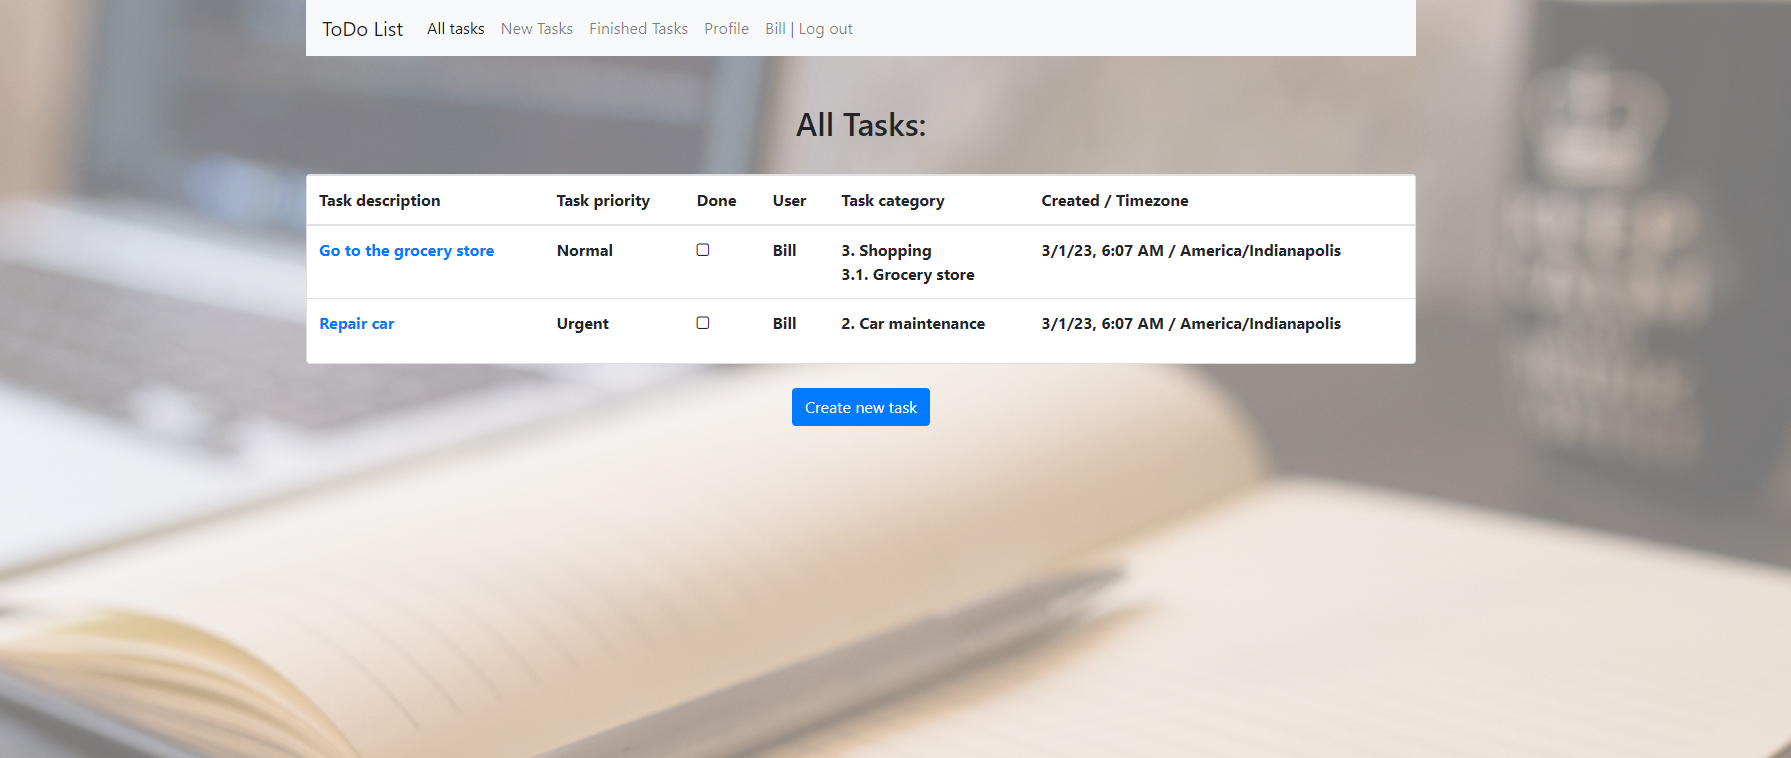 ToDo List All tasks New Tasks Finished Tasks Profile Bill | Log out
All Tasks:
Task description Task priority Done User Task category Created / Timezone
Go to the grocery store Normal Bill 3. Shopping 3/1/23, 6:07 AM / America/Indianapolis
3.1. Grocery store
Repair car Urgent Bill 2. Car maintenance 3/1/23, 6:07 AM / America/Indianapolis
Create new task